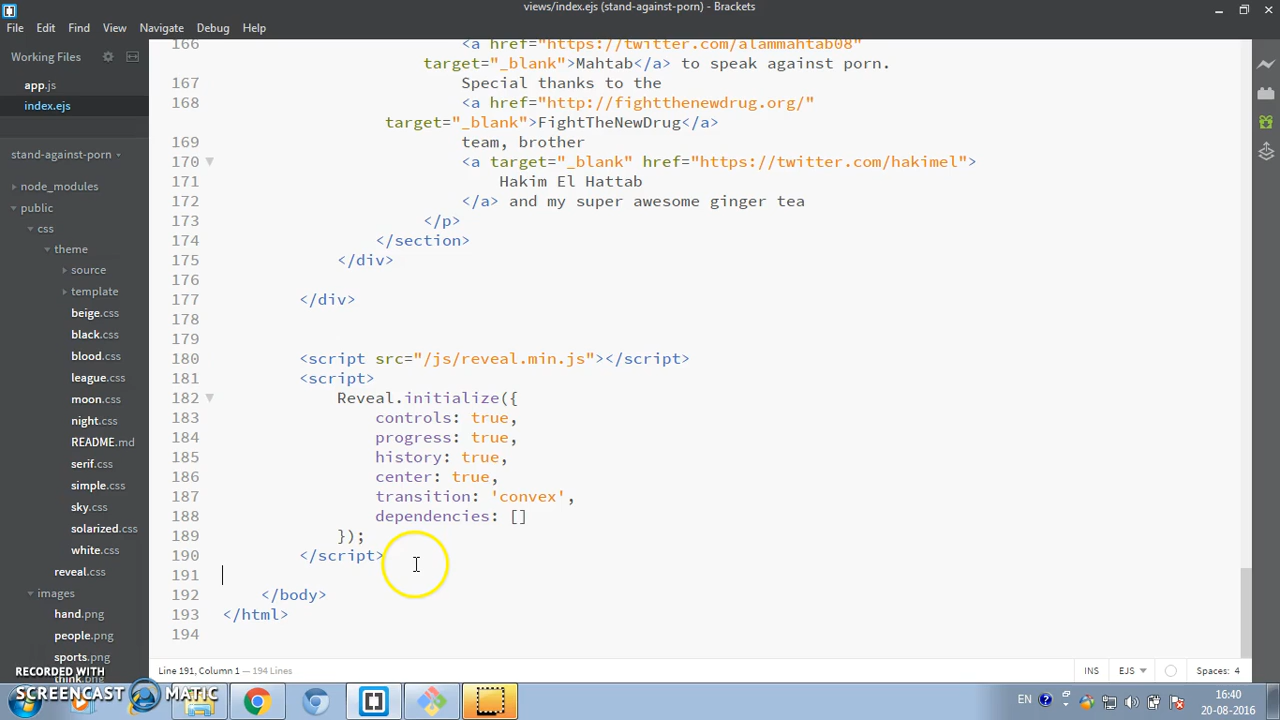 views/index.ejs (stand-against-porn) - Brackets
File Edit Find View Navigate Debug Help
Working Files
app.js
index.ejs
stand-against-porn
node_modules
public
css
theme
source
template
beige.css
black.css
blood.css
league.css
moon.css
night.css
README.md
serif.css
simple.css
sky.css
solarized.css
white.css
reveal.css
images
hand.png
people.png
sports.png
think.png
166 <a href="https://twitter.com/alammahtab08"
target="_blank">Mahtab</a> to speak against porn.
167 Special thanks to the
168 <a href="http://fightthenewdrug.org/"
target="_blank">FightTheNewDrug</a>
169 team, brother
170 <a target="_blank" href="https://twitter.com/hakimel">
171 Hakim El Hattab
172 </a> and my super awesome ginger tea
173 </p>
174 </section>
175 </div>
176
177 </div>
178
179
180 <script src="/js/reveal.min.js"></script>
181 <script>
182 Reveal.initialize({
183 controls: true,
184 progress: true,
185 history: true,
186 center: true,
187 transition: 'convex',
188 dependencies: []
189 });
190 </script>
191
192 </body>
193 </html>
194
Line 191, Column 1 — 194 Lines
INS EJS Spaces: 4
RECORDED WITH
SCREENCAST MATIC
EN 16:40
20-08-2016